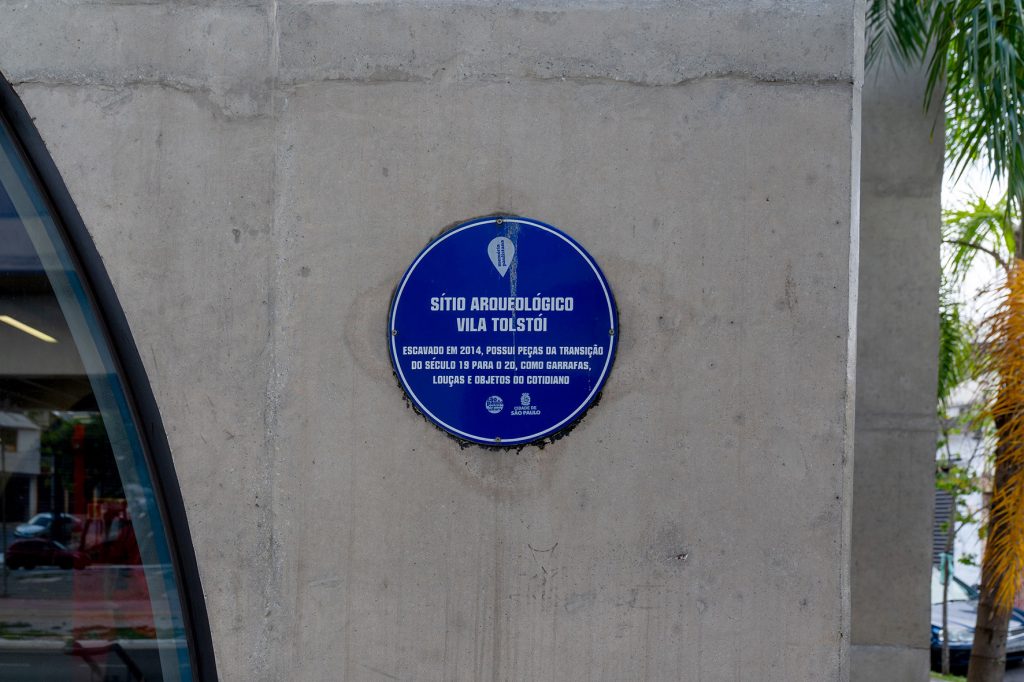 SÍTIO ARQUEOLÓGICO
VILA TOLSTÓI
ESCAVADO EM 2014, POSSUI PEÇAS DA TRANSIÇÃO
DO SÉCULO 19 PARA O 20, COMO GARRAFAS,
LOUÇAS E OBJETOS DO COTIDIANO
CIDADE DE
SÃO PAULO